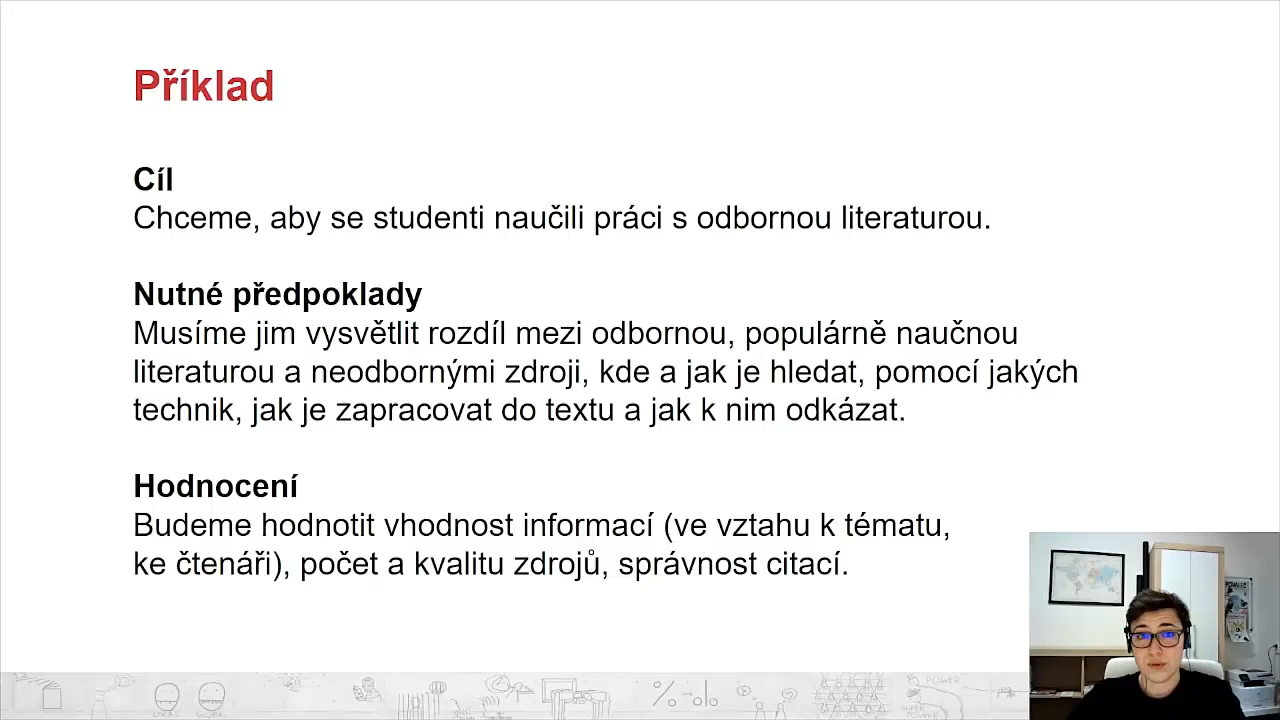 Příklad
Cíl
Chceme, aby se studenti naučili práci s odbornou literaturou.
Nutné předpoklady
Musíme jim vysvětlit rozdíl mezi odbornou, populárně naučnou
literaturou a neodbornými zdroji, kde a jak je hledat, pomocí jakých
technik, jak je zapracovat do textu a jak k nim odkázat.
Hodnocení
Budeme hodnotit vhodnost informací (ve vztahu k tématu,
ke čtenáři), počet a kvalitu zdrojů, správnost citací.
POWER